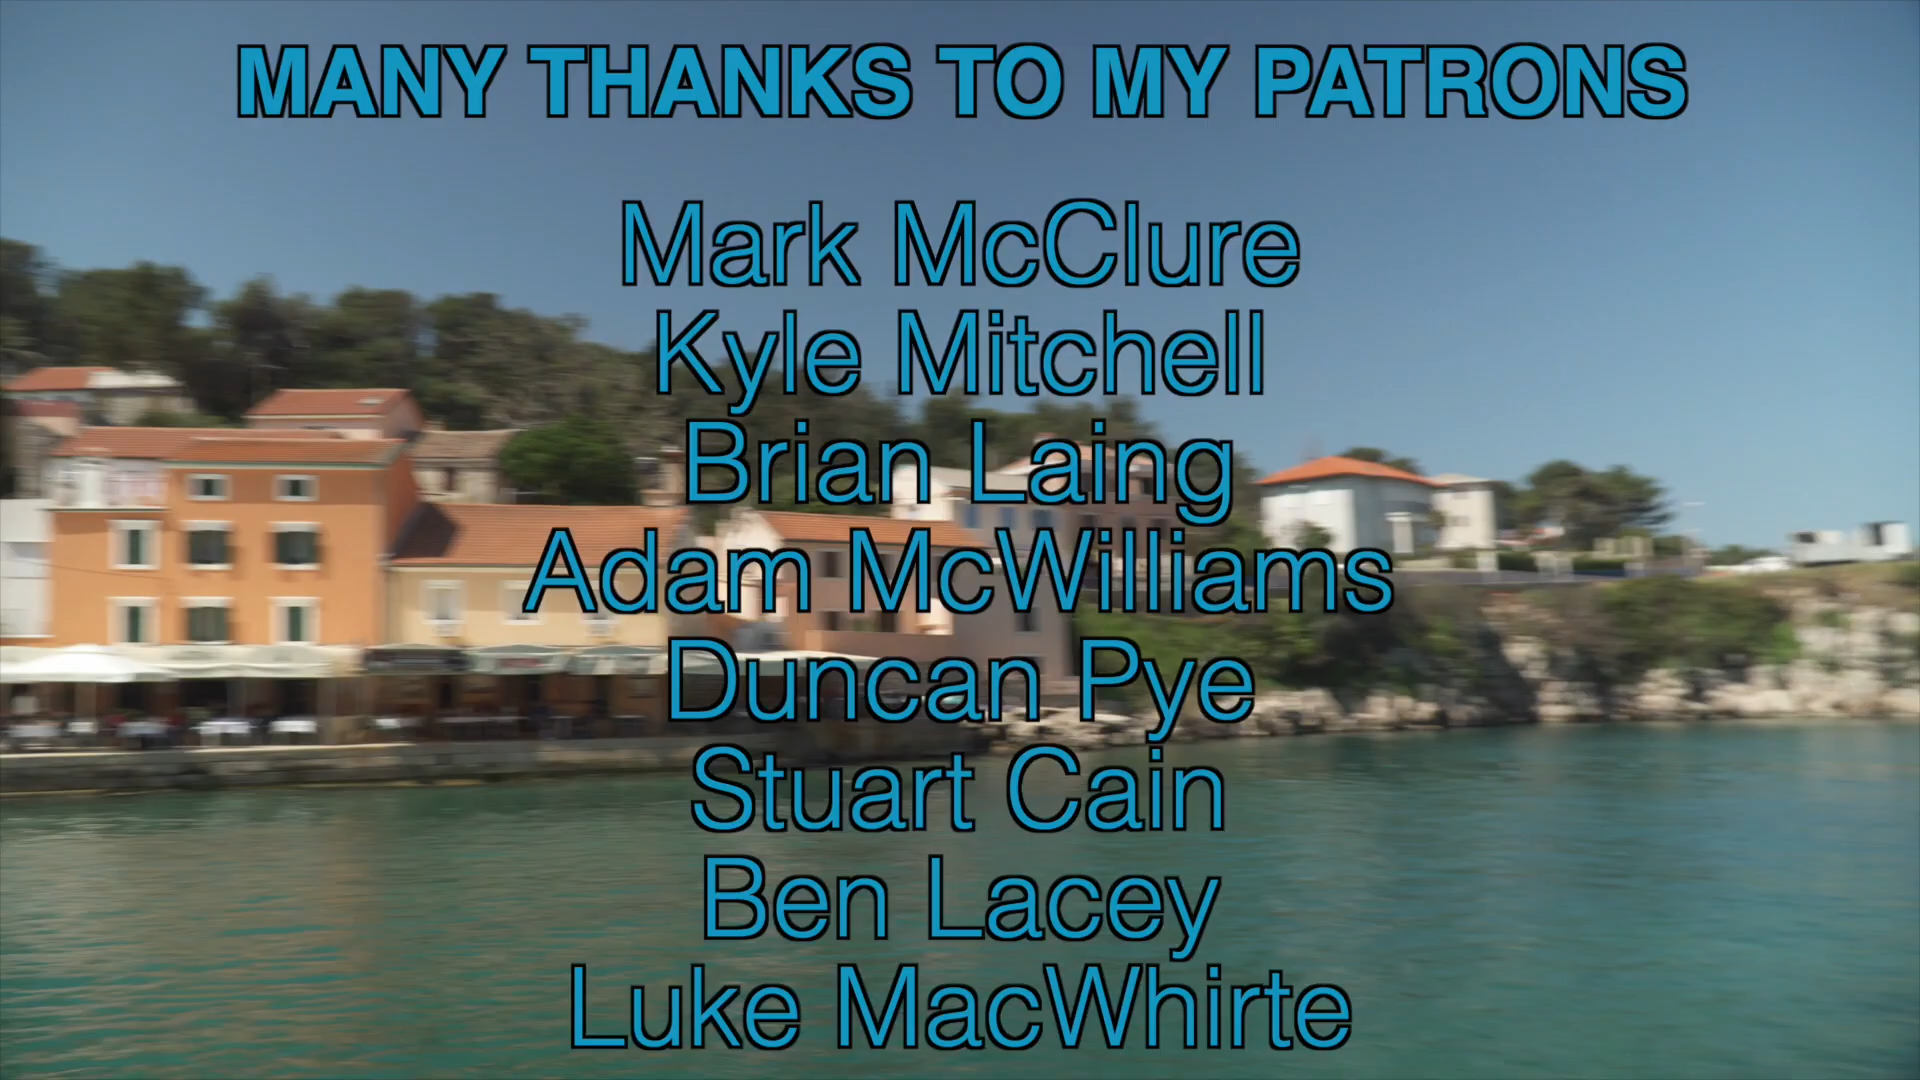 MANY THANKS TO MY PATRONS
Mark McClure
Kyle Mitchell
Brian Laing
Adam McWilliams
Duncan Pye
Stuart Cain
Ben Lacey
Luke MacWhirte